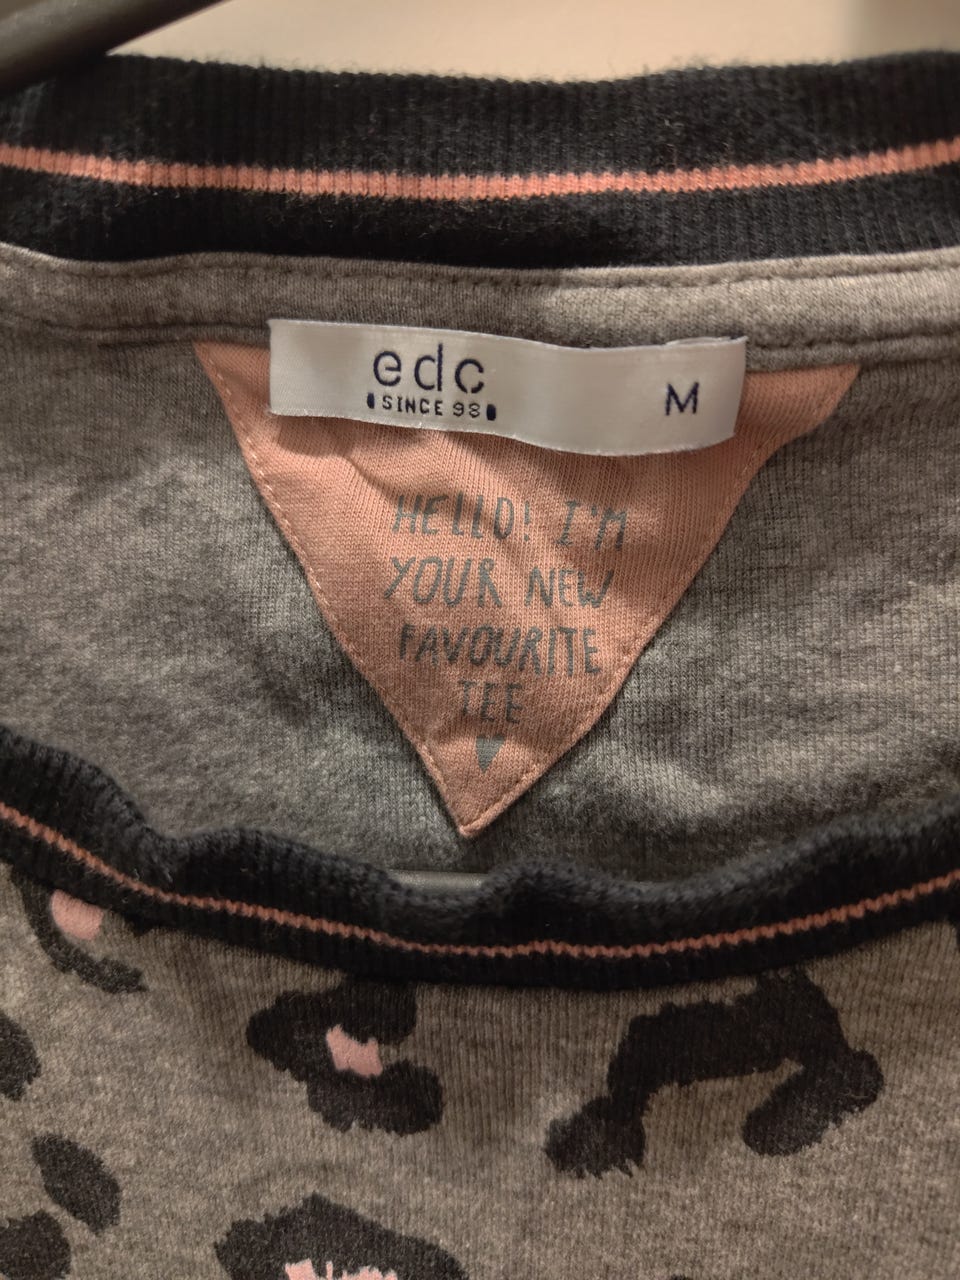 edc
SINCE 98
M
HELLO! I'M
YOUR NEW
FAVOURITE
TEE